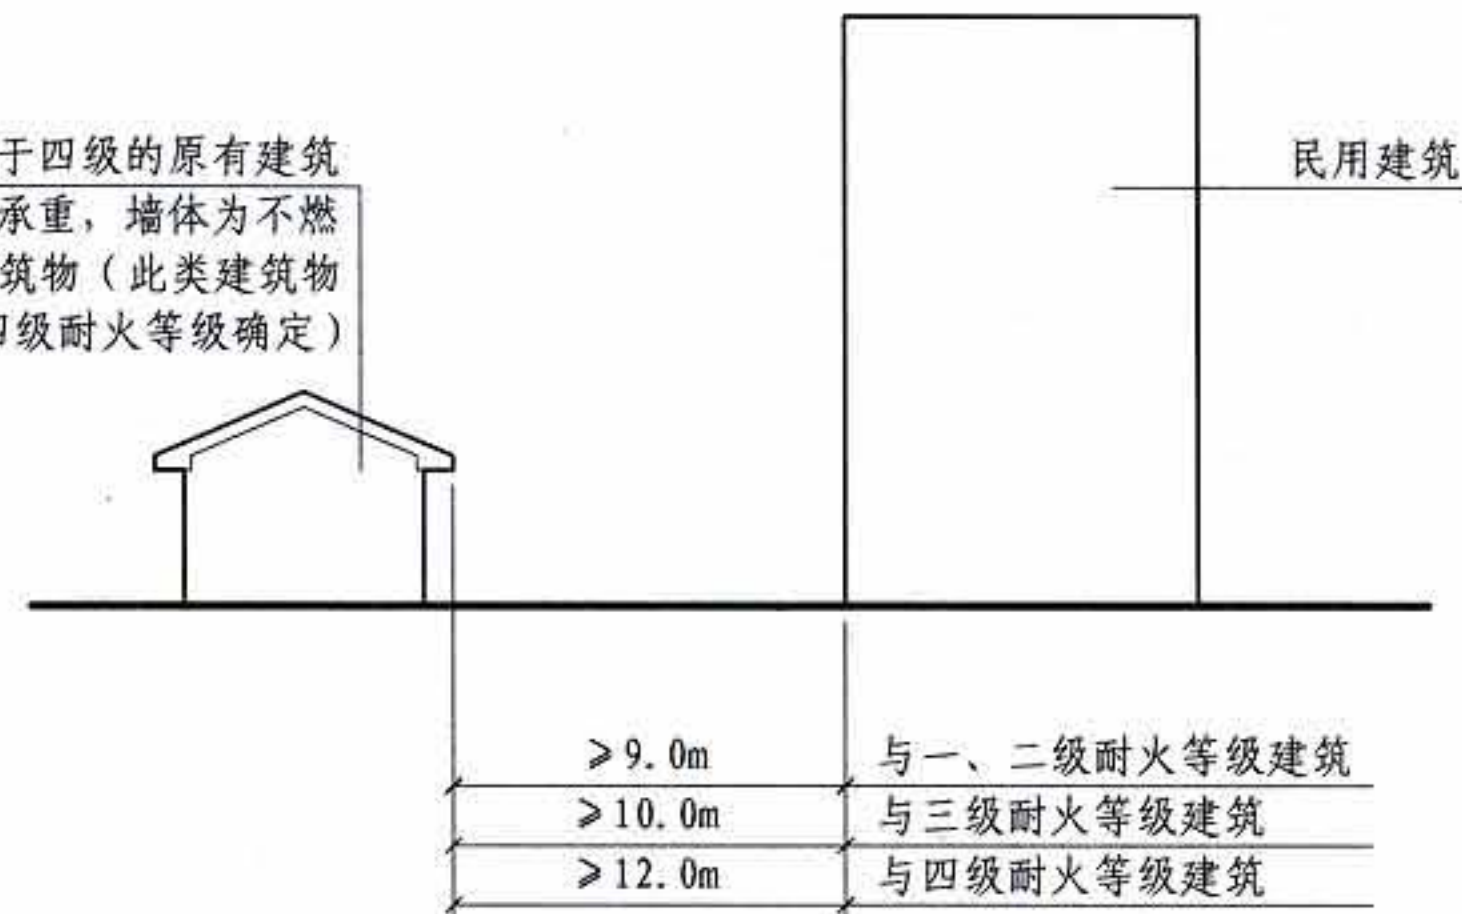 于四级的原有建筑
承重，墙体为不燃
筑物（此类建筑物
级耐火等级确定）
民用建筑
≥9.0m 与一、二级耐火等级建筑
≥10.0m 与三级耐火等级建筑
≥12.0m 与四级耐火等级建筑